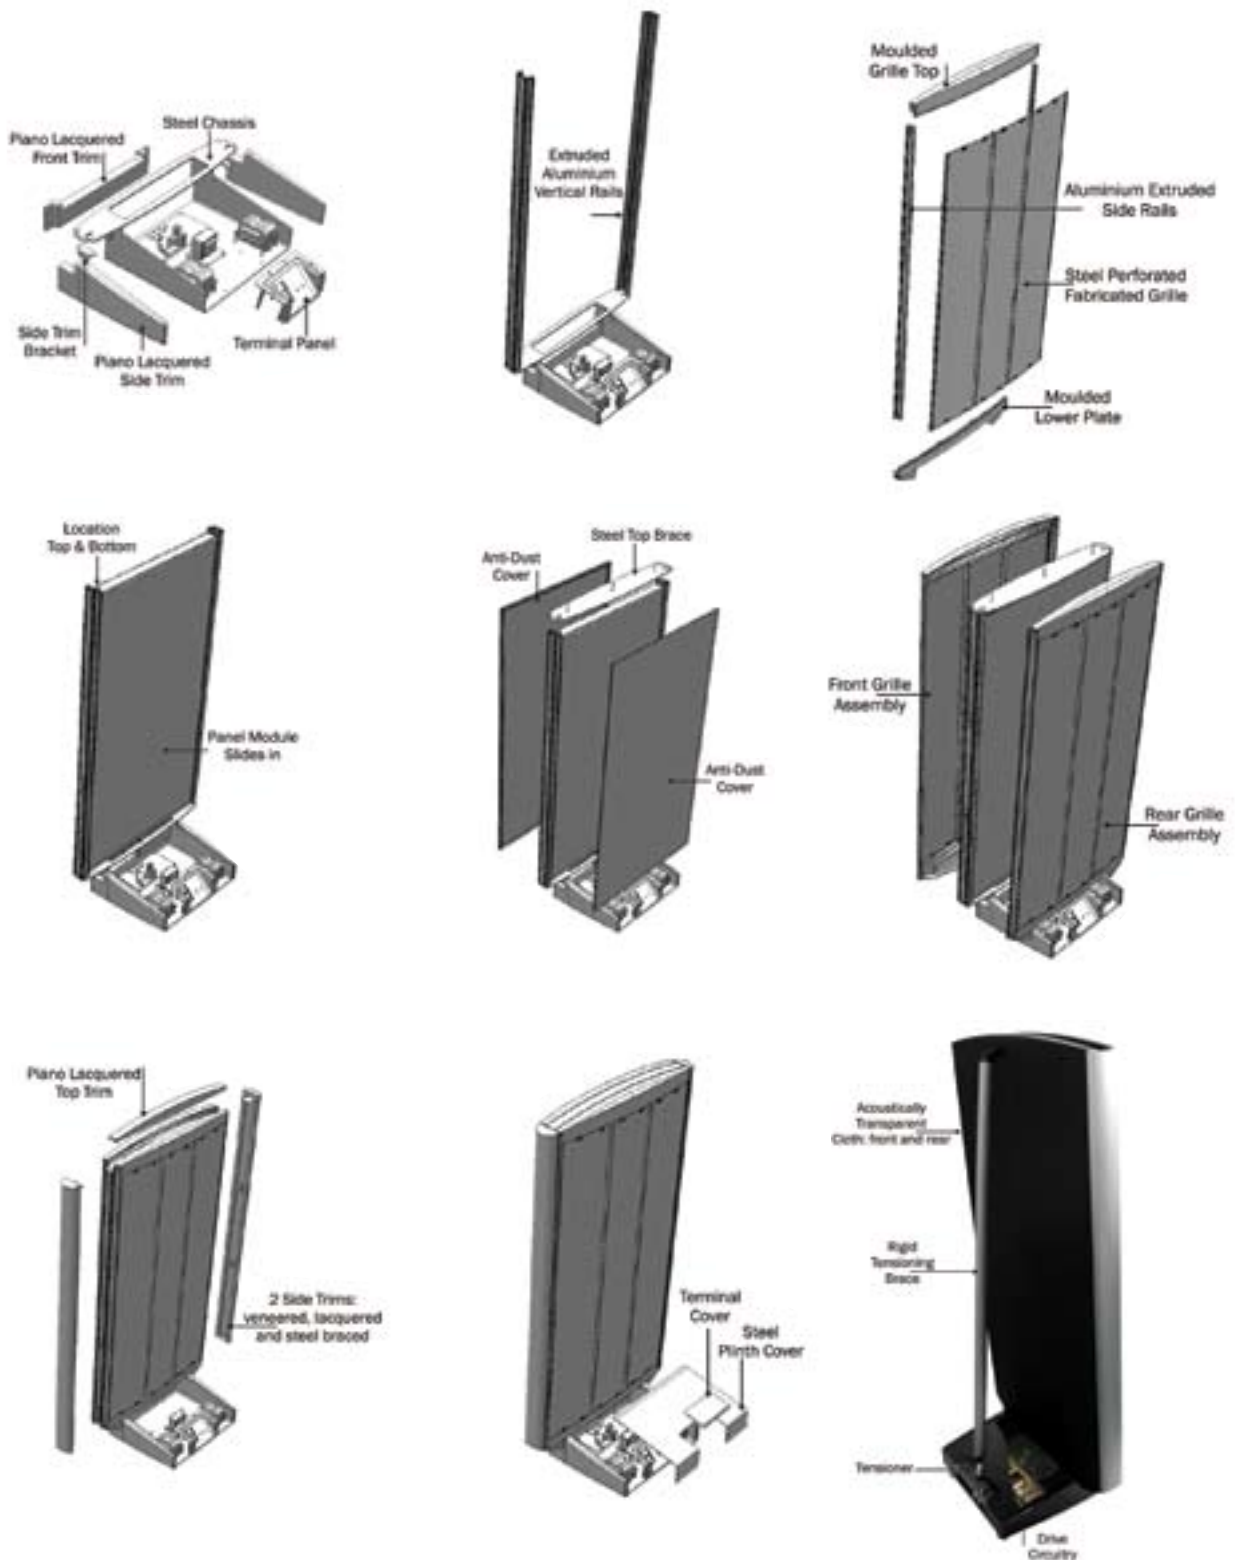 Steel Chassis
Piano Lacquered
Front Trim
Side Trim
Bracket
Piano Lacquered
Side Trim
Terminal Panel
Extruded
Aluminium
Vertical Rails
Moulded
Grille Top
Aluminium Extruded
Side Rails
Steel Perforated
Fabricated Grille
Moulded
Lower Plate
Location
Top & Bottom
Panel Module
Slides in
Steel Top Brace
Anti-Dust
Cover
Anti-Dust
Cover
Front Grille
Assembly
Rear Grille
Assembly
Piano Lacquered
Top Trim
2 Side Trims:
veneered, lacquered
and steel braced
Terminal
Cover
Steel
Plinth Cover
Acoustically
Transparent
Cloth: front and rear
Rigid
Tensioning
Brace
Tensioner
Drive
Circuitry